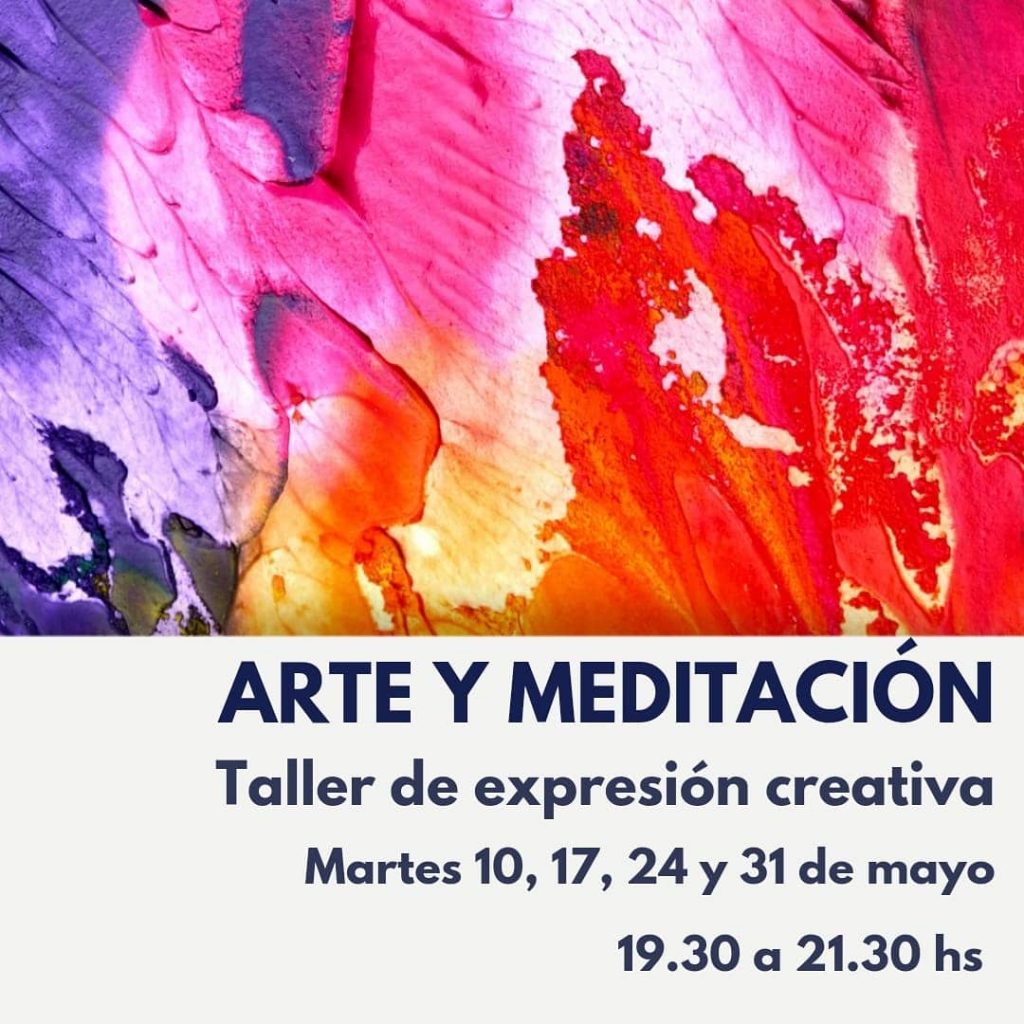 ARTE Y MEDITACIÓN
Taller de expresión creativa
Martes 10, 17, 24 y 31 de mayo
19.30 a 21.30 hs